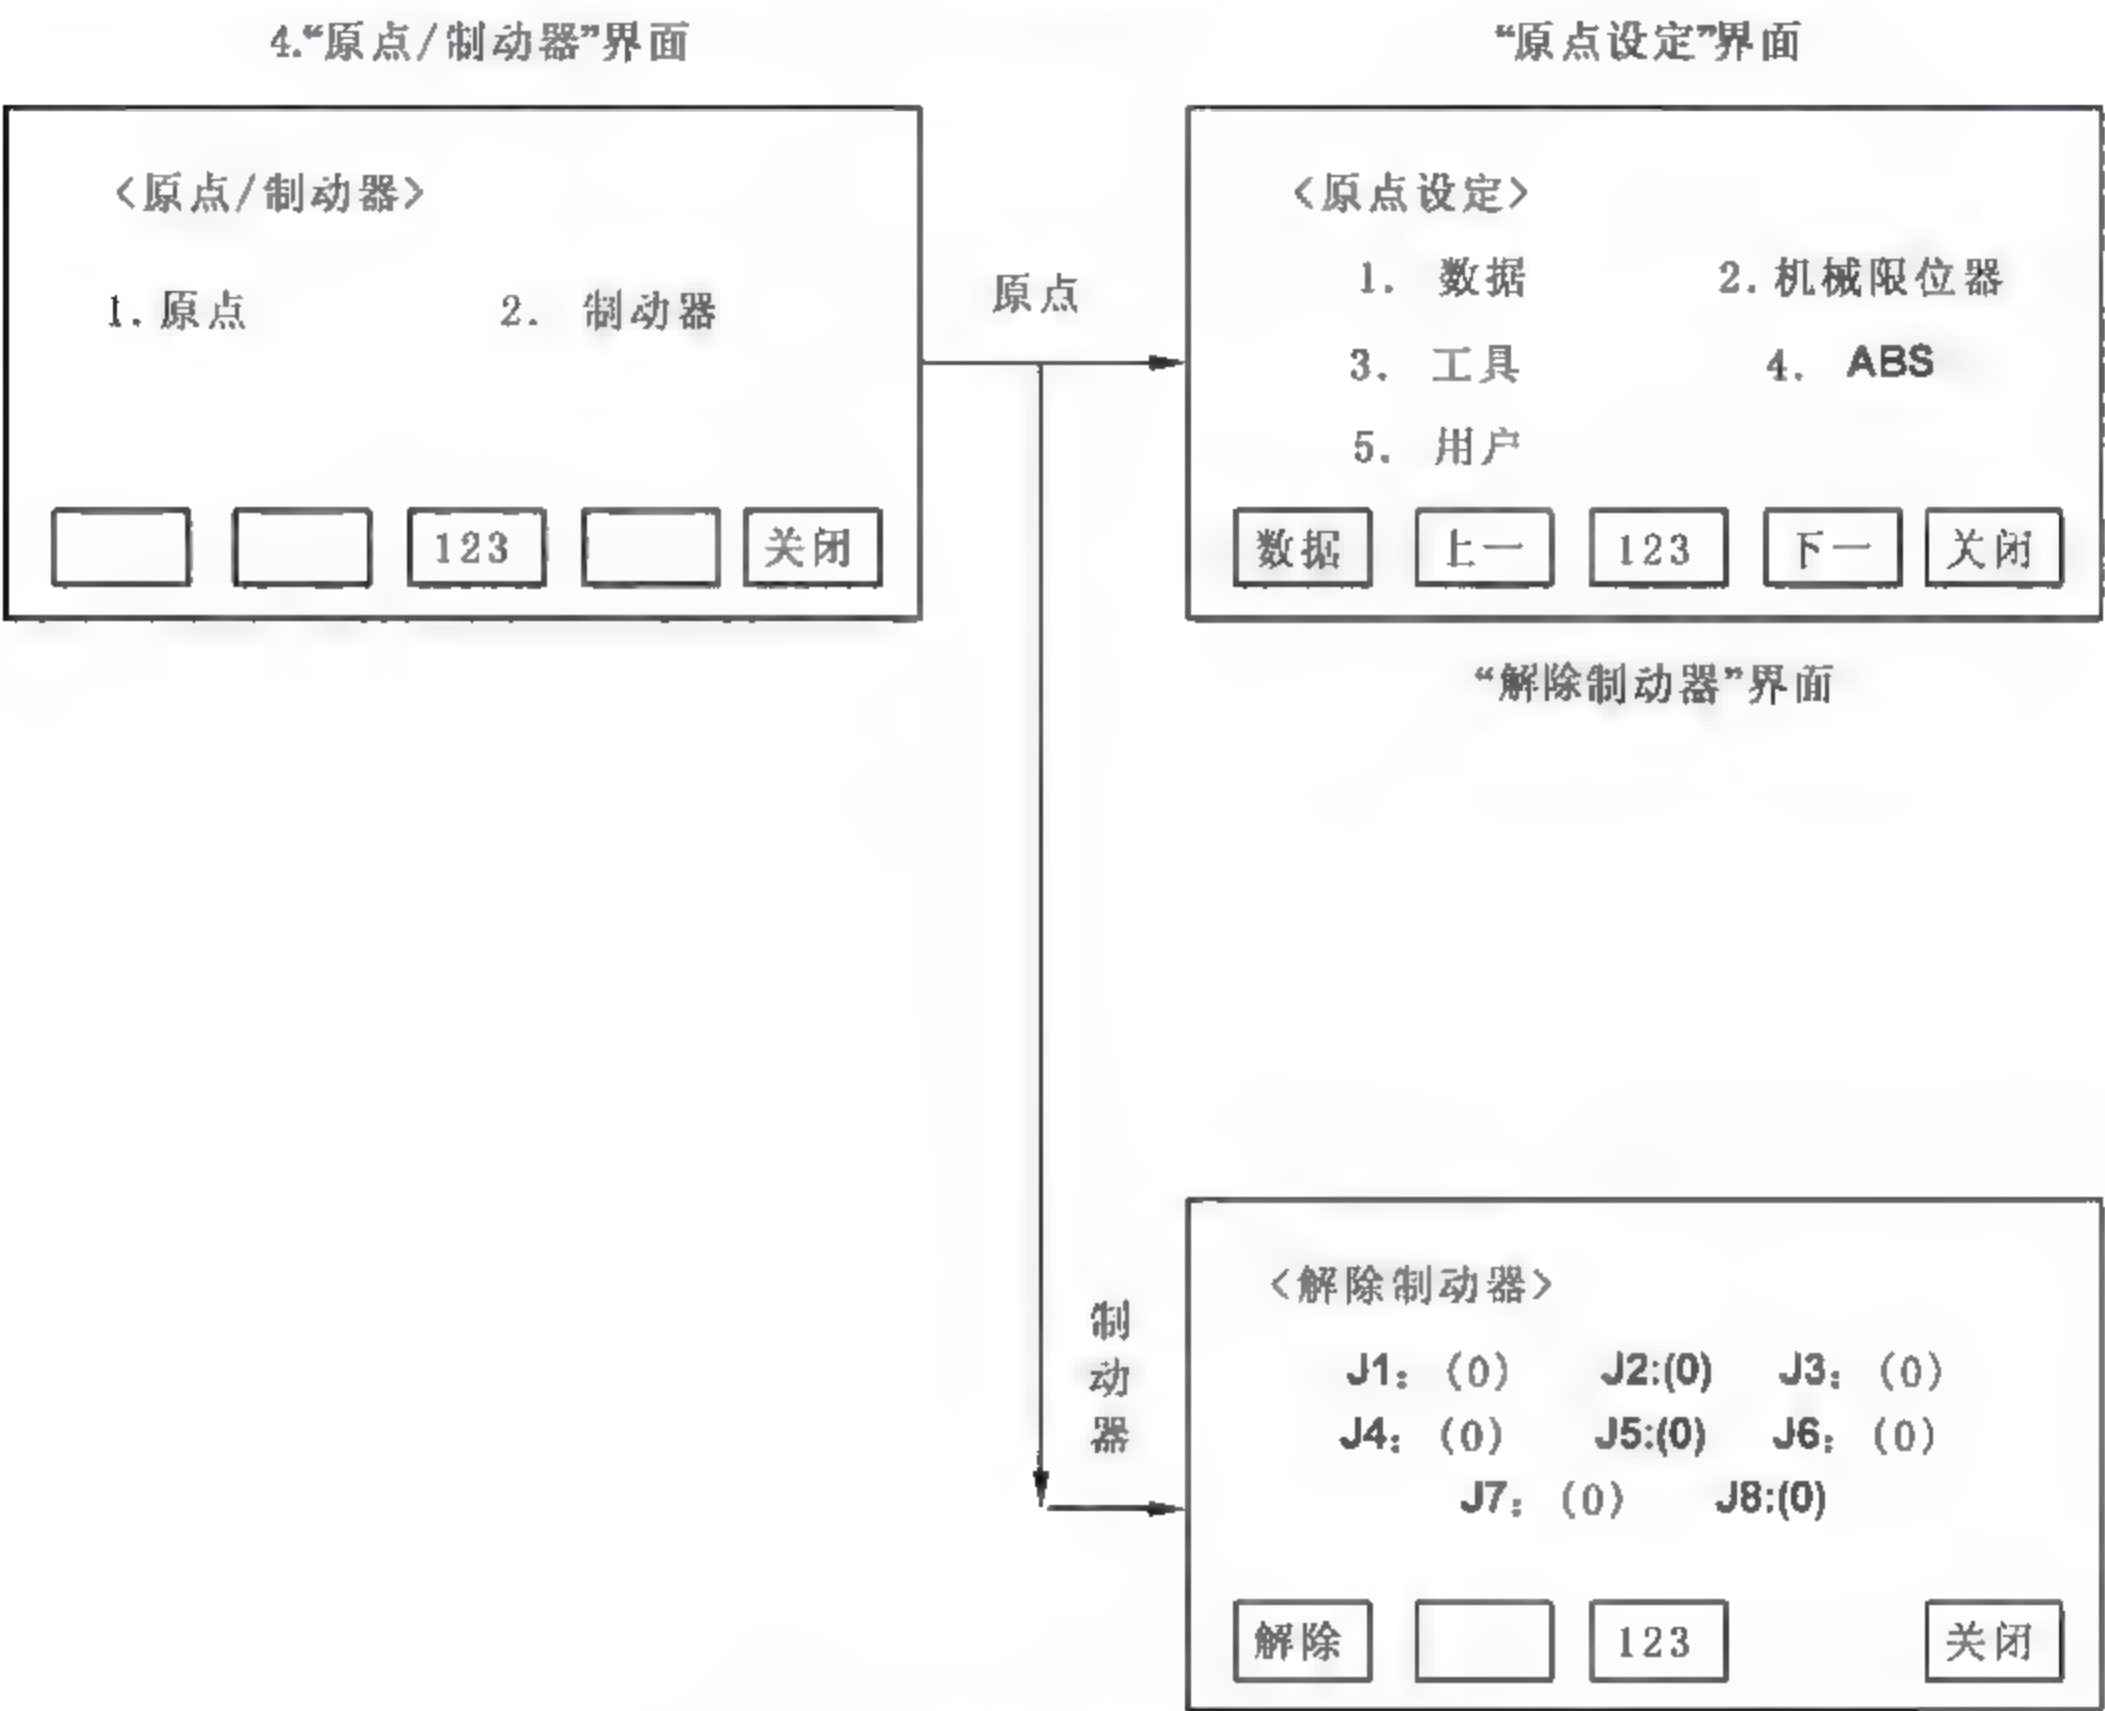 4.“原点/制动器”界面
<原点/制动器>
1. 原点 2. 制动器
123 关闭
原点
“原点设定”界面
<原点设定>
1. 数据 2. 机械限位器
3. 工具 4. ABS
5. 用户
数据 上一 123 下一 关闭
“解除制动器”界面
制动器
<解除制动器>
J1: (0) J2:(0) J3: (0)
J4: (0) J5:(0) J6: (0)
J7: (0) J8:(0)
解除 123 关闭